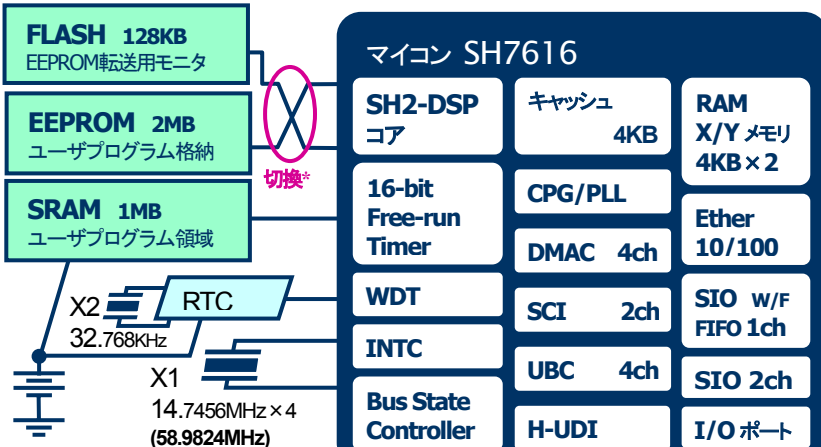 FLASH 128KB
EEPROM転送用モニタ
EEPROM 2MB
ユーザプログラム格納
切換*
SRAM 1MB
ユーザプログラム領域
X2
32.768KHz
RTC
X1
14.7456MHz×4
(58.9824MHz)
マイコン SH7616
SH2-DSP
コア
16-bit
Free-run
Timer
WDT
INTC
Bus State
Controller
キャッシュ
4KB
CPG/PLL
DMAC 4ch
SCI 2ch
UBC 4ch
H-UDI
RAM
X/Y メモリ
4KB×2
Ether
10/100
SIO W/F
FIFO 1ch
SIO 2ch
I/O ポート